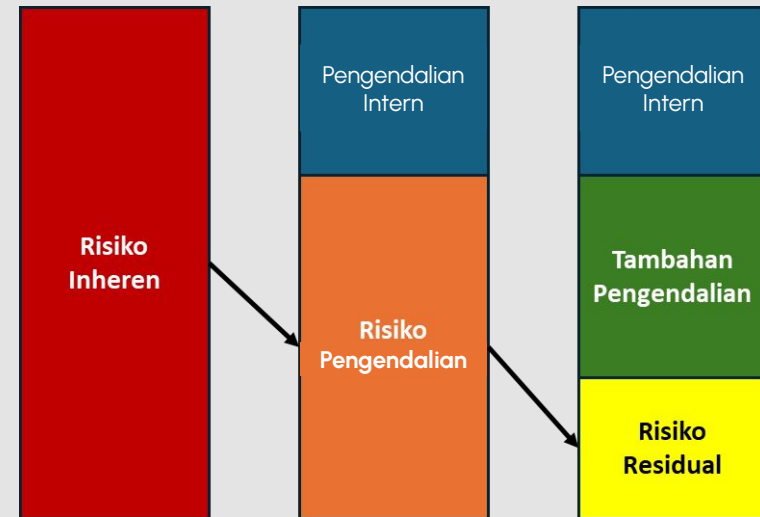 Risiko
Inheren
Pengendalian
Intern
Risiko
Pengendalian
Pengendalian
Intern
Tambahan
Pengendalian
Risiko
Residual